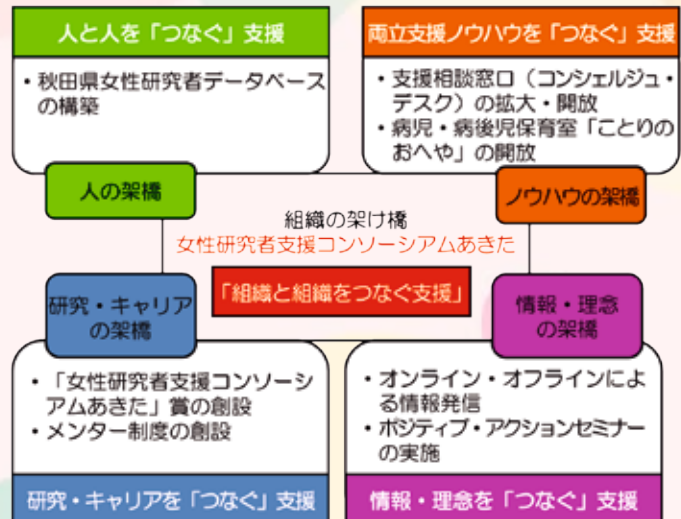 人と人を「つなぐ」支援
・秋田県女性研究者データベース
の構築
両立支援ノウハウを「つなぐ」支援
・支援相談窓口（コンシェルジュ・
デスク）の拡大・開放
・病児・病後児保育室「ことりの
おへや」の開放
人の架橋
ノウハウの架橋
組織の架け橋
女性研究者支援コンソーシアムあきた
「組織と組織をつなぐ支援」
研究・キャリア
の架橋
情報・理念
の架橋
・「女性研究者支援コンソーシ
アムあきた」賞の創設
・メンター制度の創設
研究・キャリアを「つなぐ」支援
・オンライン・オフラインによ
る情報発信
・ポジティブ・アクションセミナー
の実施
情報・理念を「つなぐ」支援